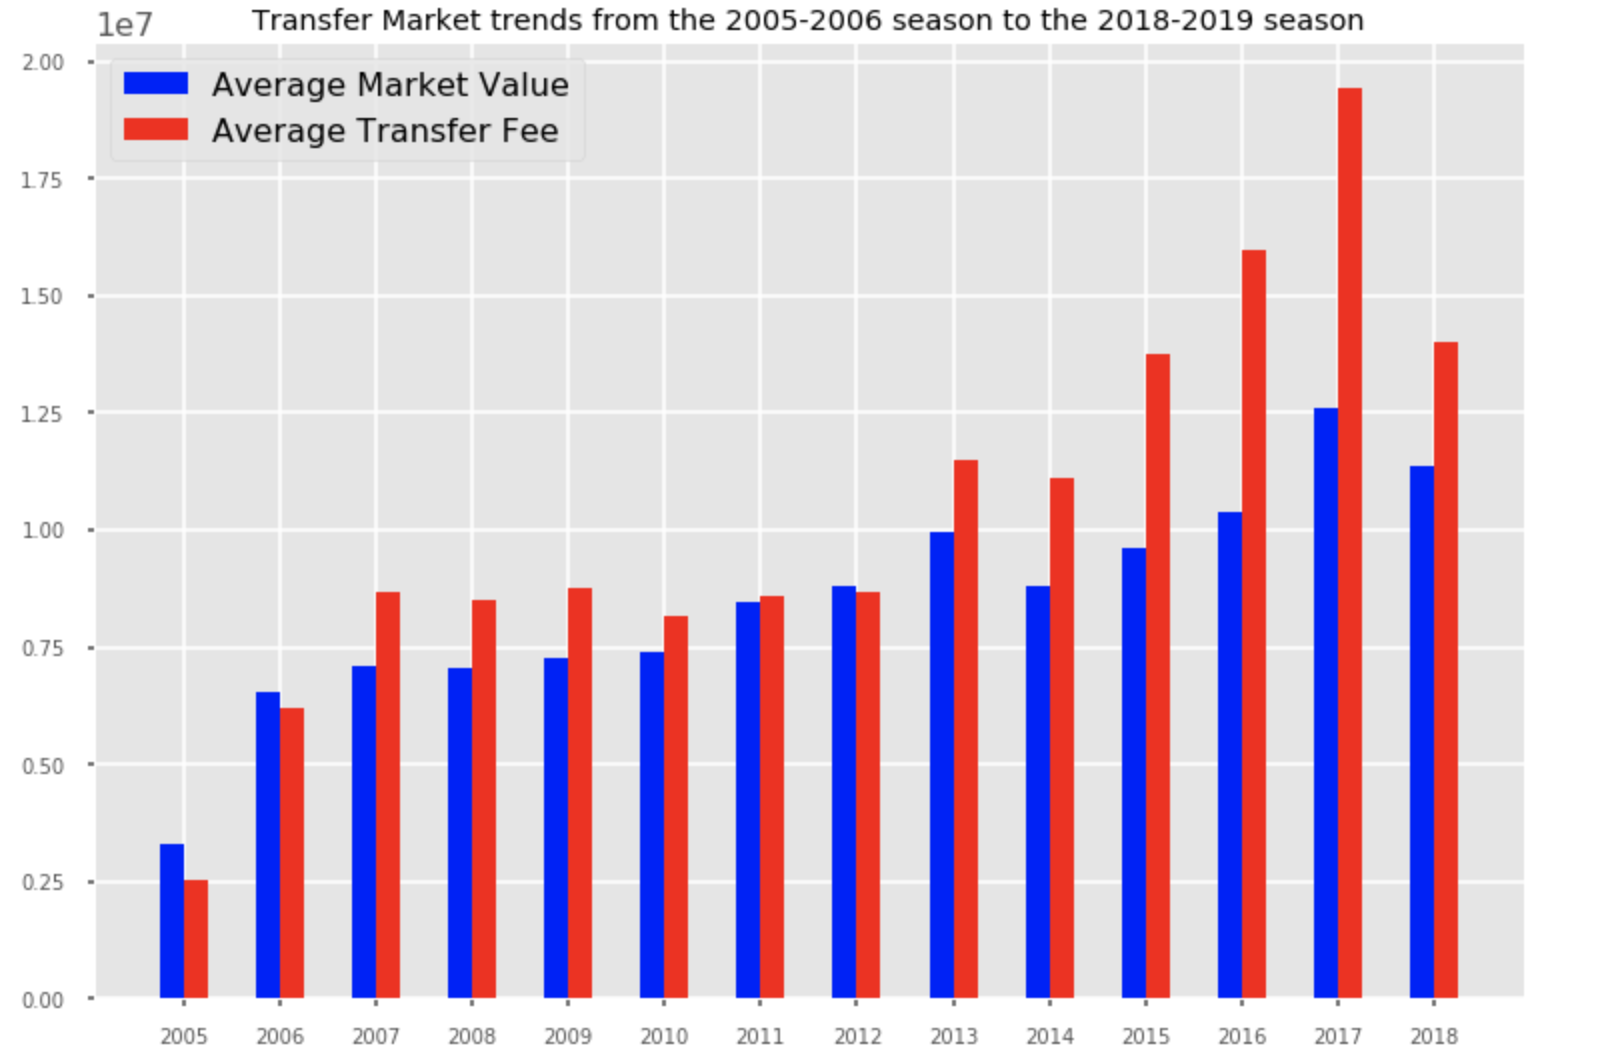 1e7
Transfer Market trends from the 2005-2006 season to the 2018-2019 season
Average Market Value
Average Transfer Fee
2.00
1.75
1.50
1.25
1.00
0.75
0.50
0.25
0.00
2005 2006 2007 2008 2009 2010 2011 2012 2013 2014 2015 2016 2017 2018